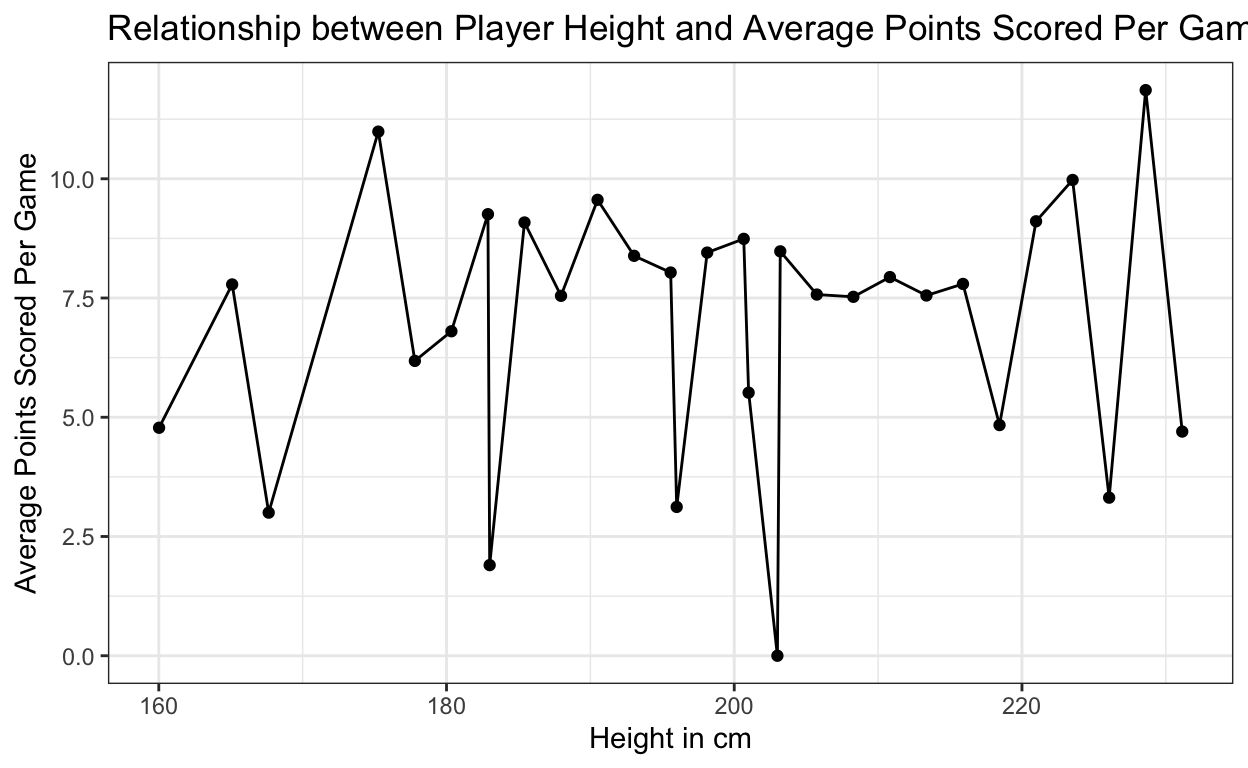 Relationship between Player Height and Average Points Scored Per Gam
Average Points Scored Per Game
10.0
7.5
5.0
2.5
0.0
160 180 200 220
Height in cm